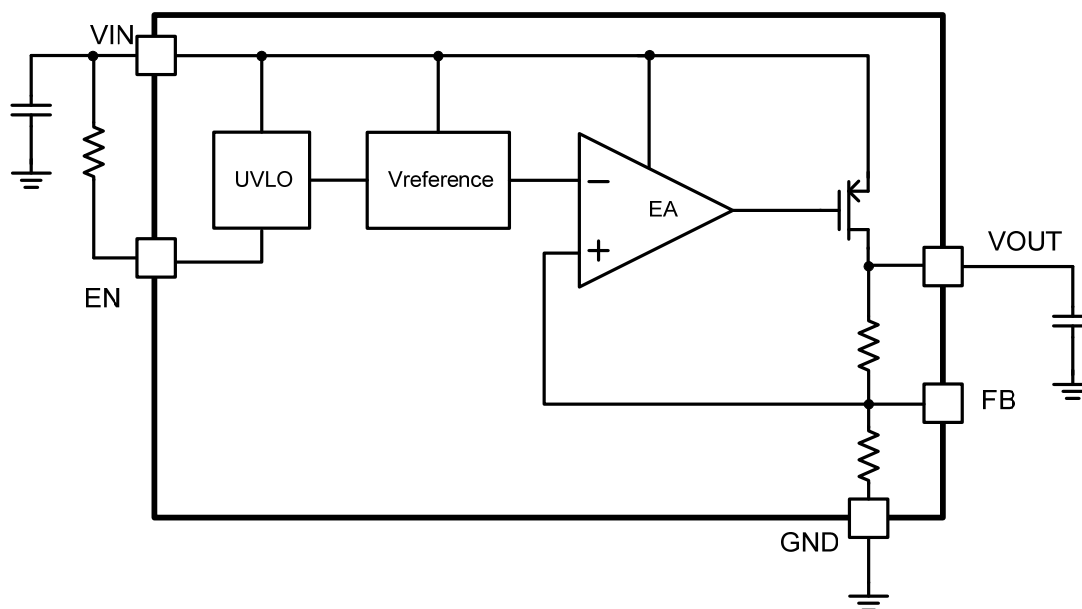 VIN
UVLO
Vreference
−
EA
+
VOUT
EN
FB
GND